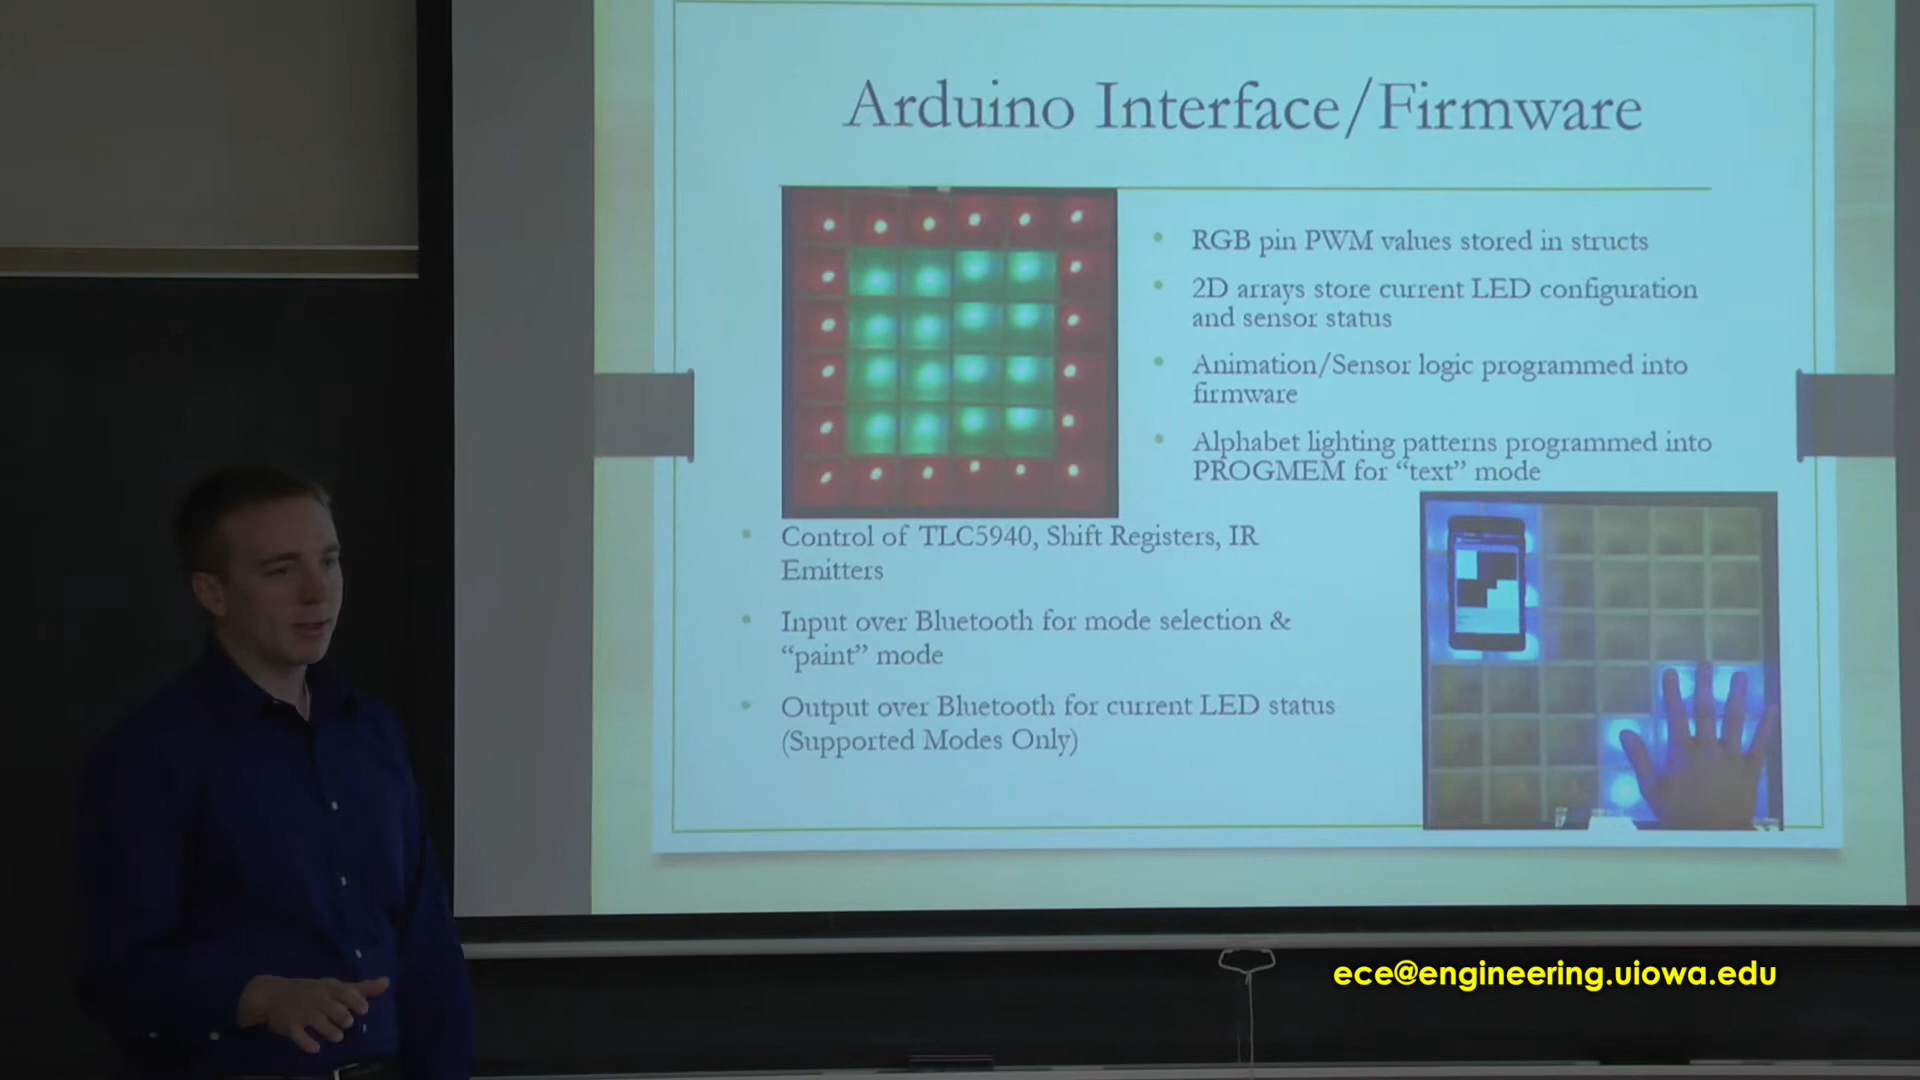 Arduino Interface/Firmware
RGB pin PWM values stored in structs
2D arrays store current LED configuration
and sensor status
Animation/Sensor logic programmed into
firmware
Alphabet lighting patterns programmed into
PROGMEM for “text” mode
Control of TLC5940, Shift Registers, IR
Emitters
Input over Bluetooth for mode selection &
“paint” mode
Output over Bluetooth for current LED status
(Supported Modes Only)
ece@engineering.uiowa.edu